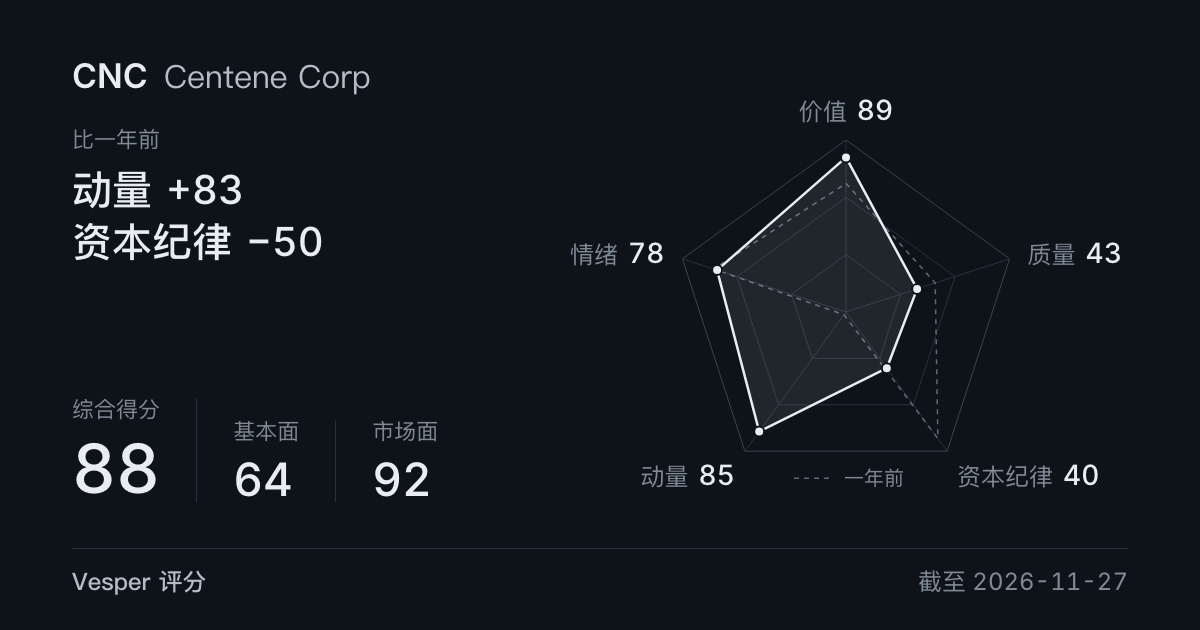 CNC Centene Corp
比一年前
动量 +83
资本纪律 −50
综合得分
88
基本面
64
市场面
92
价值 89
质量 43
资本纪律 40
动量 85
情绪 78
一年前
Vesper 评分
截至 2026-11-27